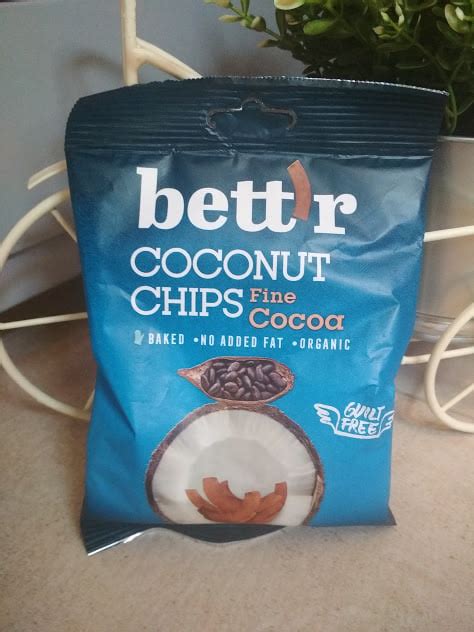 bett'r
COCONUT
CHIPS Fine
Cocoa
BAKED • NO ADDED FAT • ORGANIC
GUILT
FREE